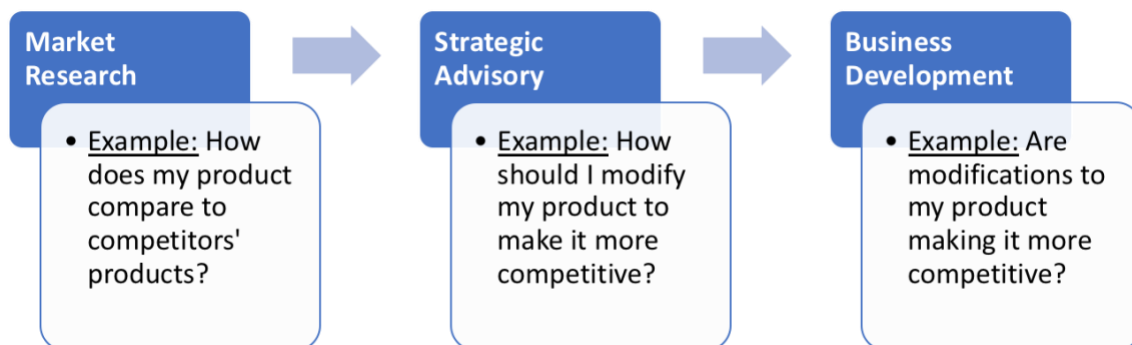 Market
Research
• Example: How
does my product
compare to
competitors'
products?
Strategic
Advisory
• Example: How
should I modify
my product to
make it more
competitive?
Business
Development
• Example: Are
modifications to
my product
making it more
competitive?